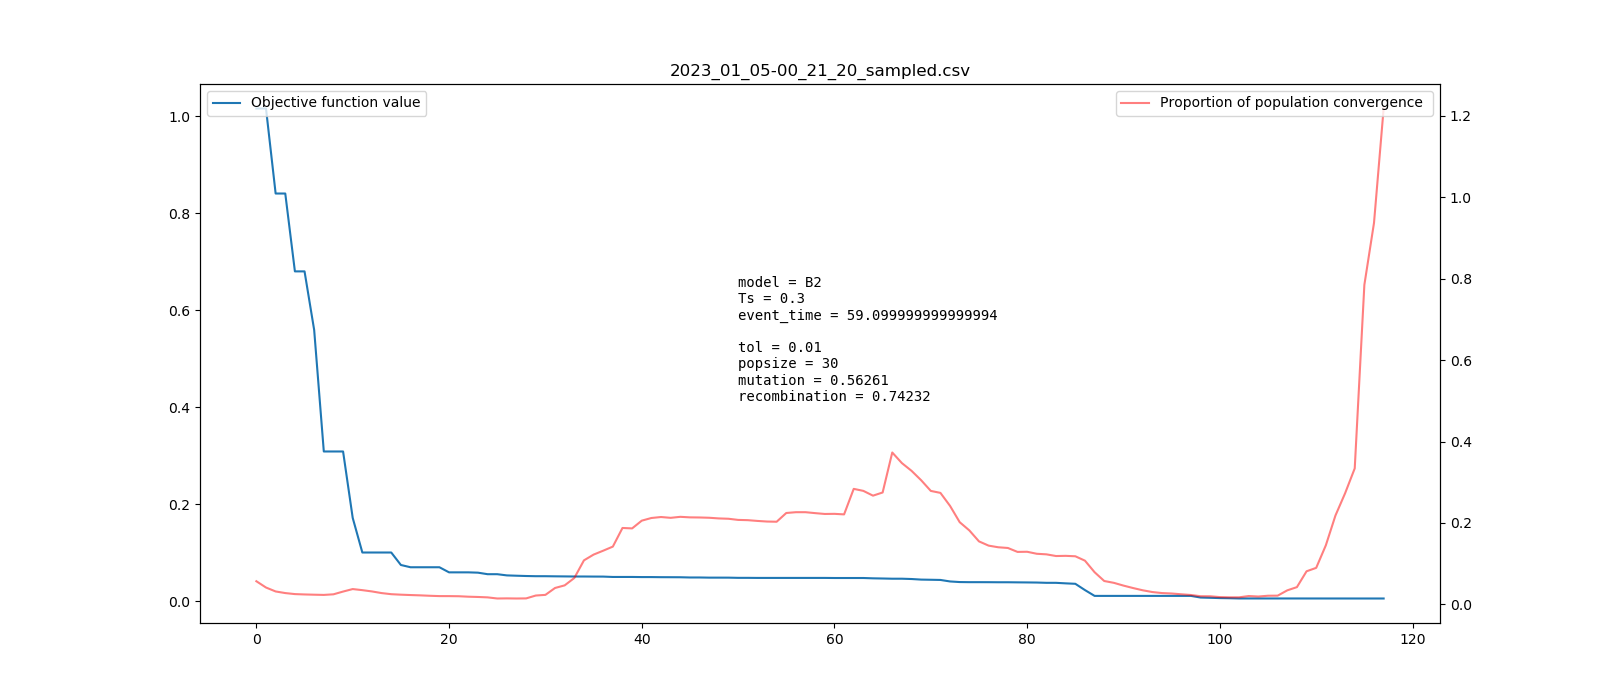 2023_01_05-00_21_20_sampled.csv
Objective function value
Proportion of population convergence
1.0
0.8
0.6
0.4
0.2
0.0
1.2
1.0
0.8
0.6
0.4
0.2
0.0
model = B2
Ts = 0.3
event_time = 59.099999999999994
tol = 0.01
popsize = 30
mutation = 0.56261
recombination = 0.74232
0 20 40 60 80 100 120